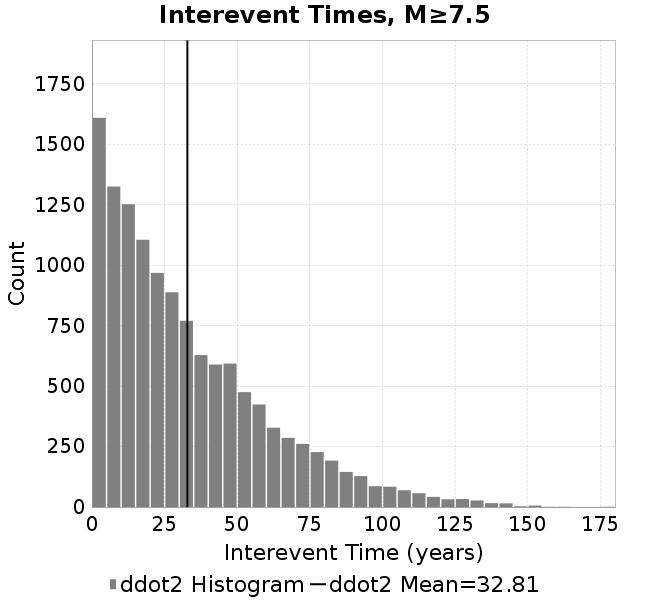 Interevent Times, M≥7.5
1750
1500
1250
1000
750
500
250
0
Count
0 25 50 75 100 125 150 175
Interevent Time (years)
ddot2 Histogram ddot2 Mean=32.81